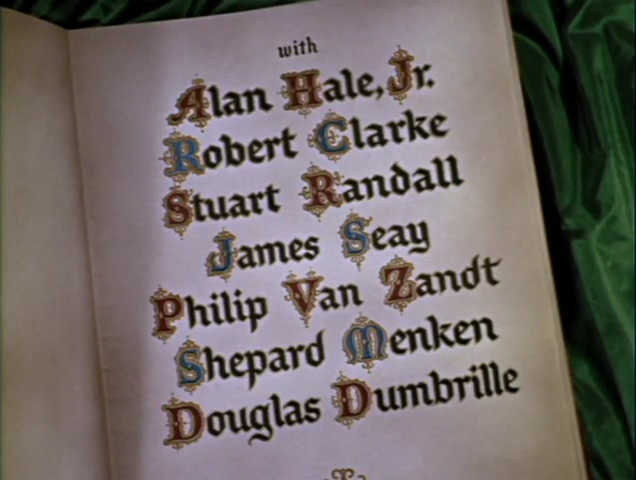 with
Alan Hale, Jr.
Robert Clarke
Stuart Randall
James Seay
Philip Van Zandt
Shepard Menken
Douglas Dumbrille